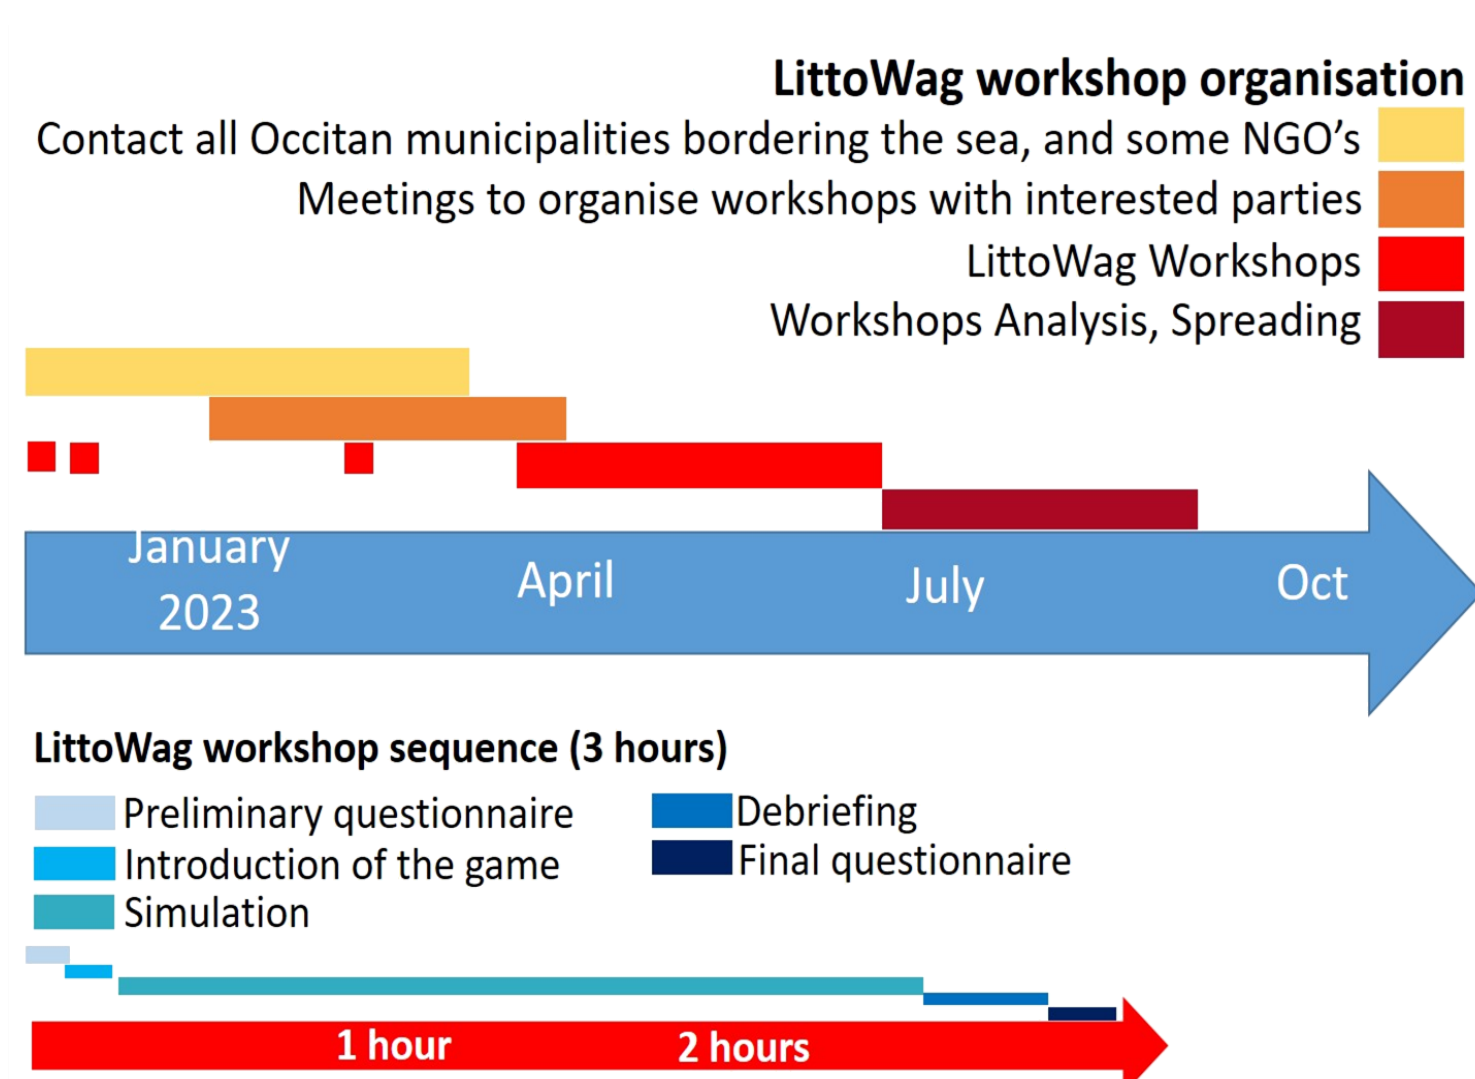 LittoWag workshop organisation
Contact all Occitan municipalities bordering the sea, and some NGO’s
Meetings to organise workshops with interested parties
LittoWag Workshops
Workshops Analysis, Spreading
January
2023
April
July
Oct
LittoWag workshop sequence (3 hours)
Preliminary questionnaire
Introduction of the game
Simulation
Debriefing
Final questionnaire
1 hour
2 hours